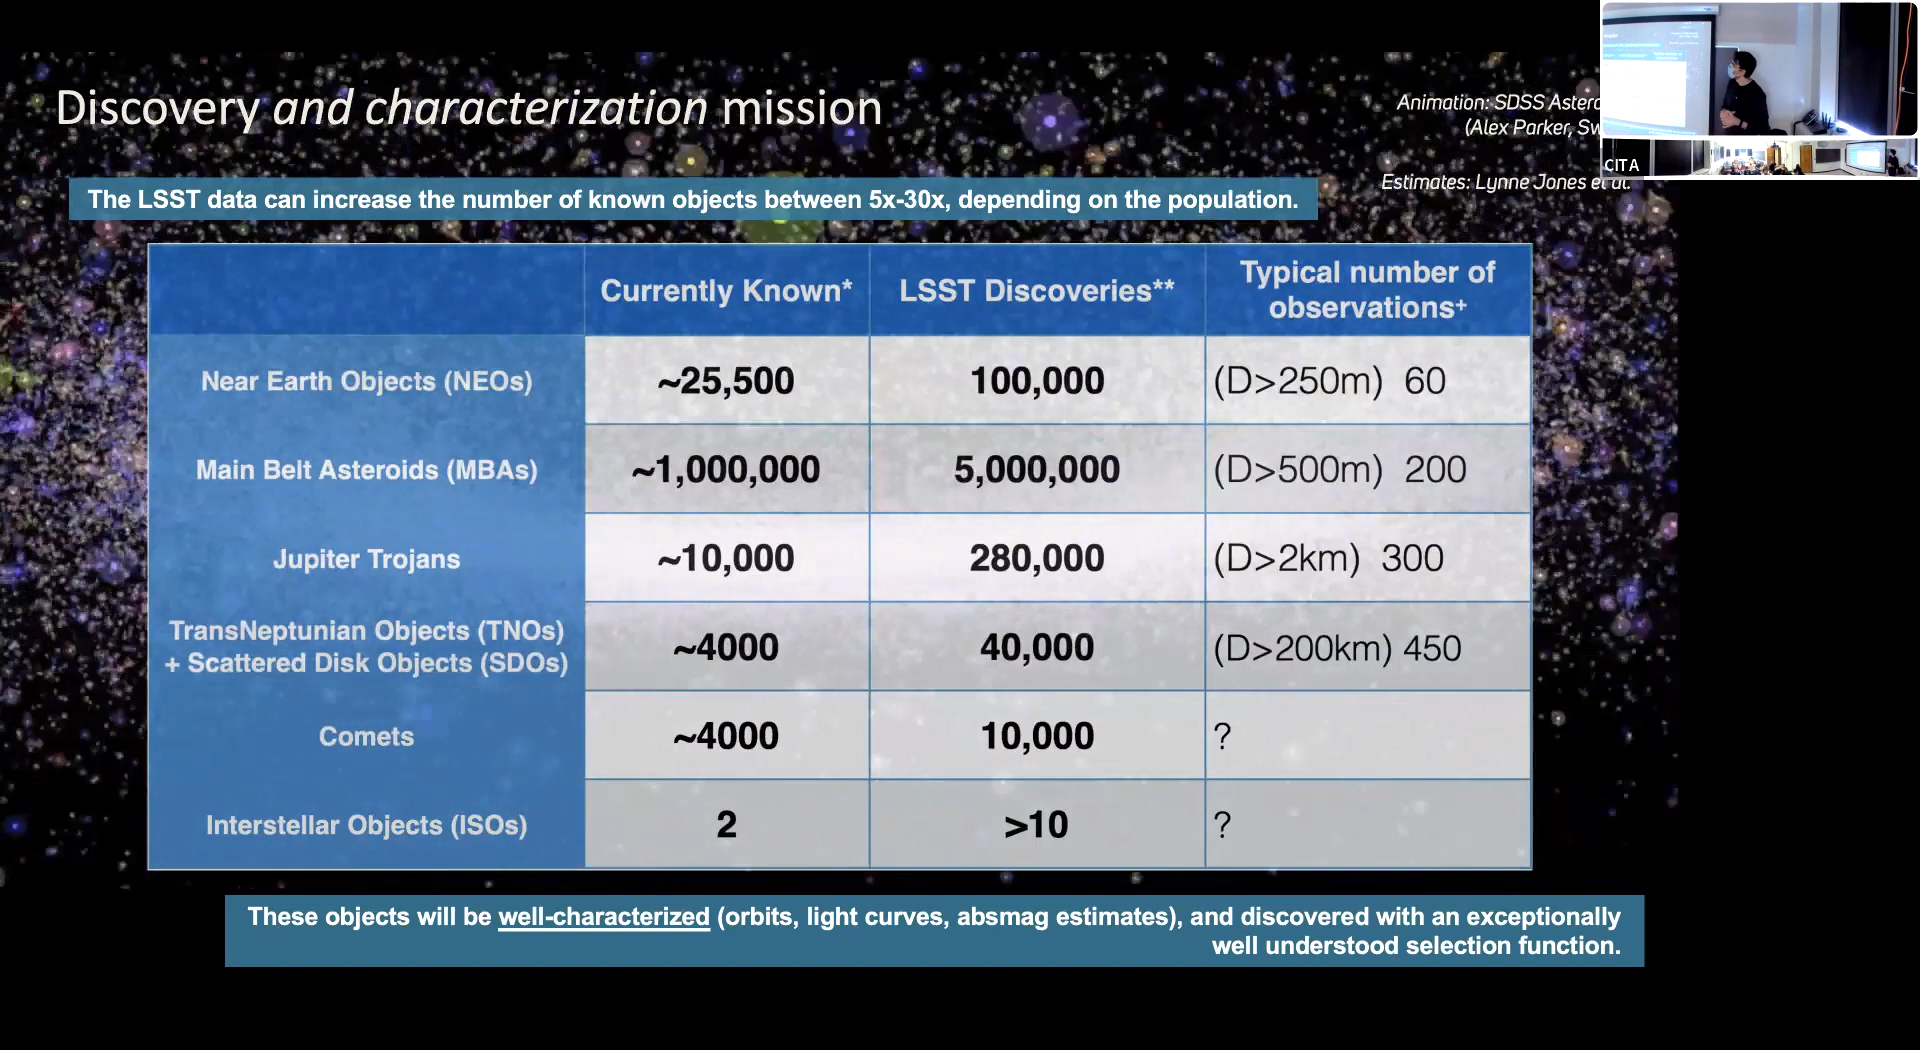 Discovery and characterization mission
Animation: SDSS
(Alex Parker,
CITA
Estimates: Lynne Jones et al.
The LSST data can increase the number of known objects between 5x-30x, depending on the population.
Currently Known*
LSST Discoveries**
Typical number of
observations+
Near Earth Objects (NEOs)
~25,500
100,000
(D>250m) 60
Main Belt Asteroids (MBAs)
~1,000,000
5,000,000
(D>500m) 200
Jupiter Trojans
~10,000
280,000
(D>2km) 300
TransNeptunian Objects (TNOs)
+ Scattered Disk Objects (SDOs)
~4000
40,000
(D>200km) 450
Comets
~4000
10,000
?
Interstellar Objects (ISOs)
2
>10
?
These objects will be well-characterized (orbits, light curves, absmag estimates), and discovered with an exceptionally
well understood selection function.